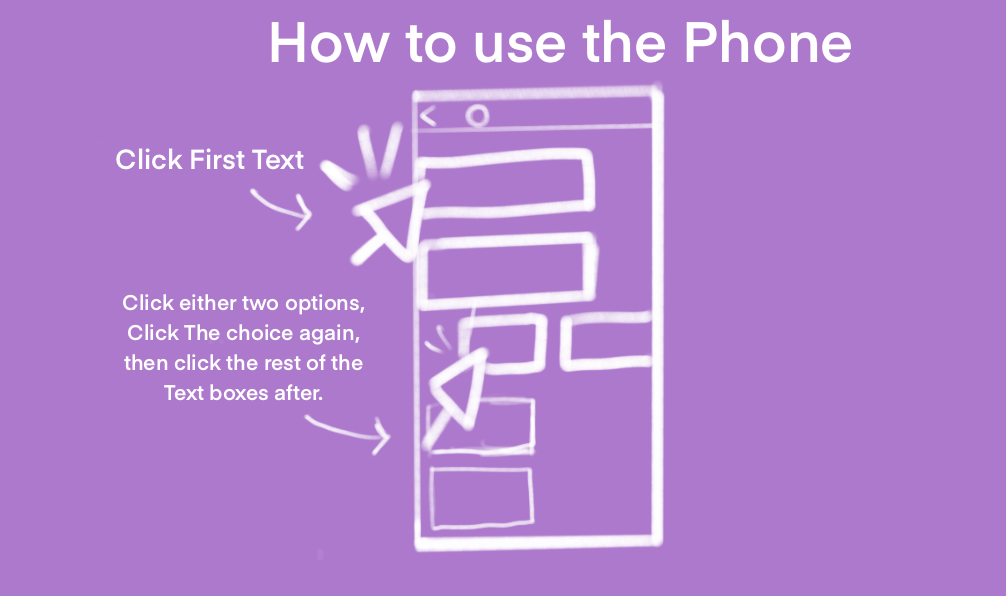 How to use the Phone
Click First Text
Click either two options,
Click The choice again,
then click the rest of the
Text boxes after.